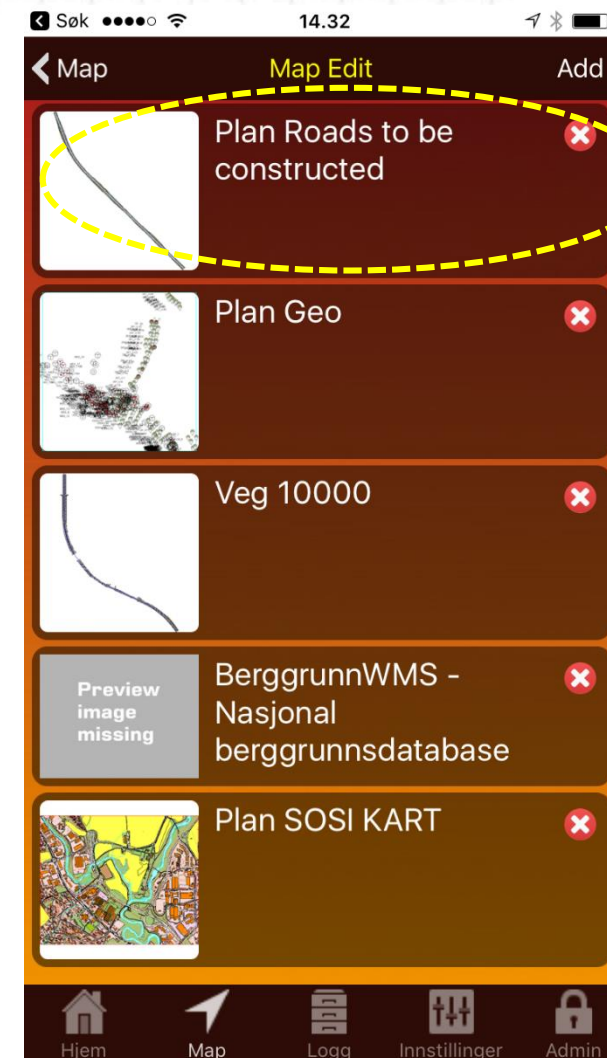 Søk 14.32
Map Map Edit Add
Plan Roads to be
constructed
Plan Geo
Veg 10000
Preview
image
missing
BerggrunnWMS -
Nasjonal
berggrunnsdatabase
Plan SOSI KART
Hjem Map Logg Innstillinger Admin